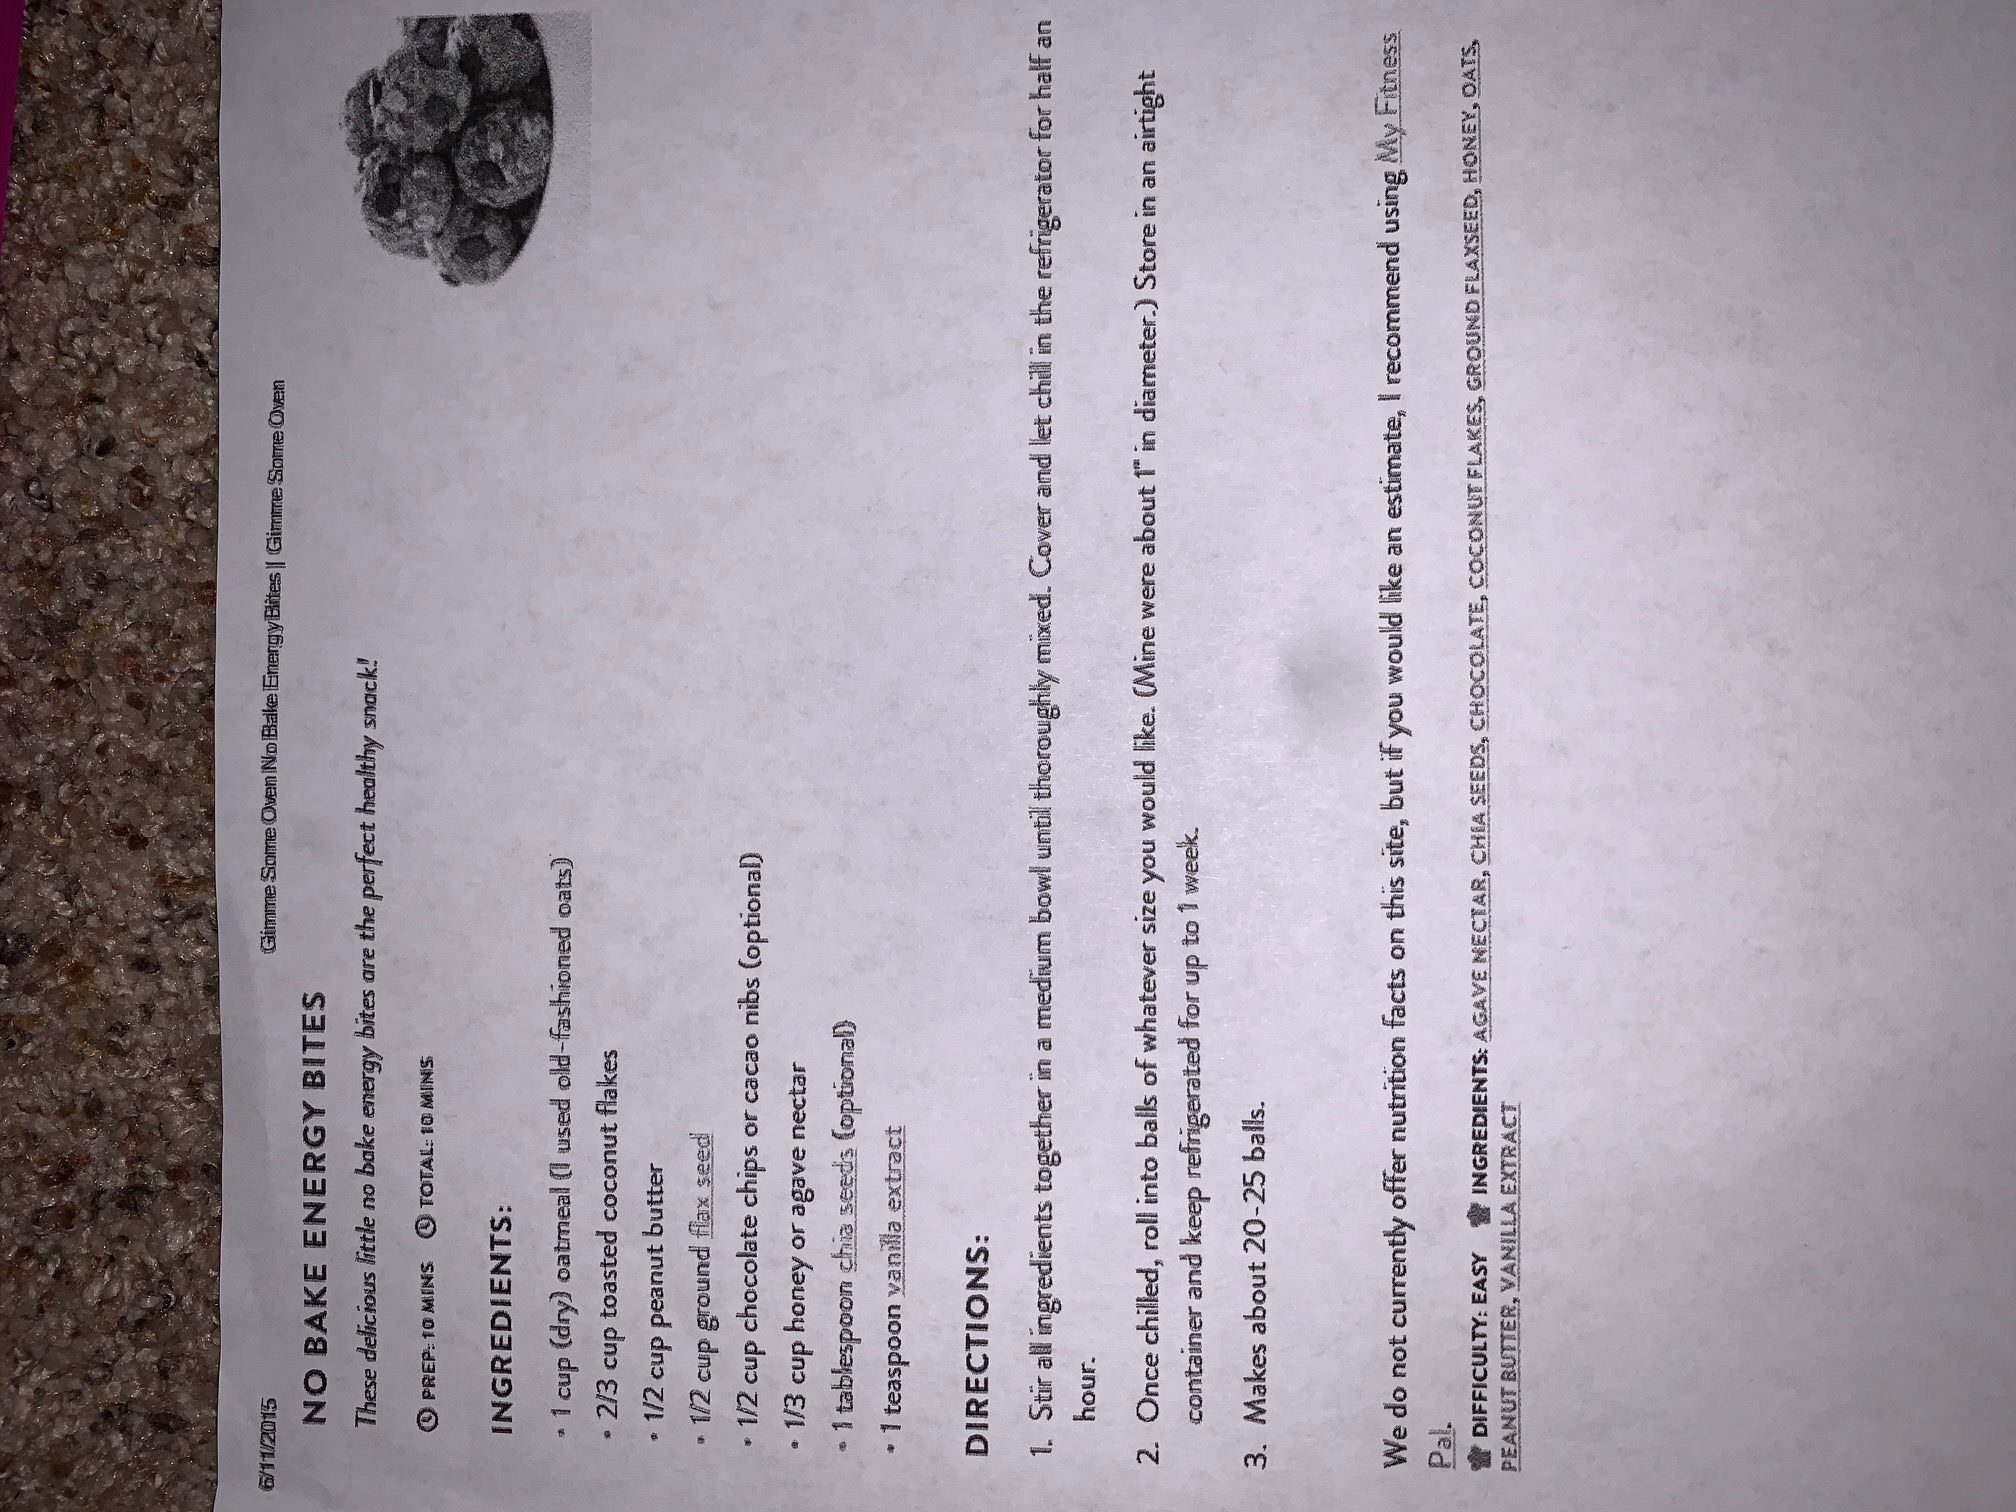 6/11/2015
Gimme Some Oven No Bake Energy Bites | Gimme Some Oven
NO BAKE ENERGY BITES
These delicious little no bake energy bites are the perfect healthy snack!
PREP: 10 MINS TOTAL: 10 MINS
INGREDIENTS:
• 1 cup (dry) oatmeal (I used old-fashioned oats)
• 2/3 cup toasted coconut flakes
• 1/2 cup peanut butter
• 1/2 cup ground flax seed
• 1/2 cup chocolate chips or cacao nibs (optional)
• 1/3 cup honey or agave nectar
• 1 tablespoon chia seeds (optional)
• 1 teaspoon vanilla extract
DIRECTIONS:
1. Stir all ingredients together in a medium bowl until thoroughly mixed. Cover and let chill in the refrigerator for half an
hour.
2. Once chilled, roll into balls of whatever size you would like. (Mine were about 1" in diameter.) Store in an airtight
container and keep refrigerated for up to 1 week.
3. Makes about 20-25 balls.
We do not currently offer nutrition facts on this site, but if you would like an estimate, I recommend using My Fitness
Pal.
DIFFICULTY: EASY INGREDIENTS: AGAVE NECTAR, CHIA SEEDS, CHOCOLATE, COCONUT FLAKES, GROUND FLAXSEED, HONEY, OATS,
PEANUT BUTTER, VANILLA EXTRACT